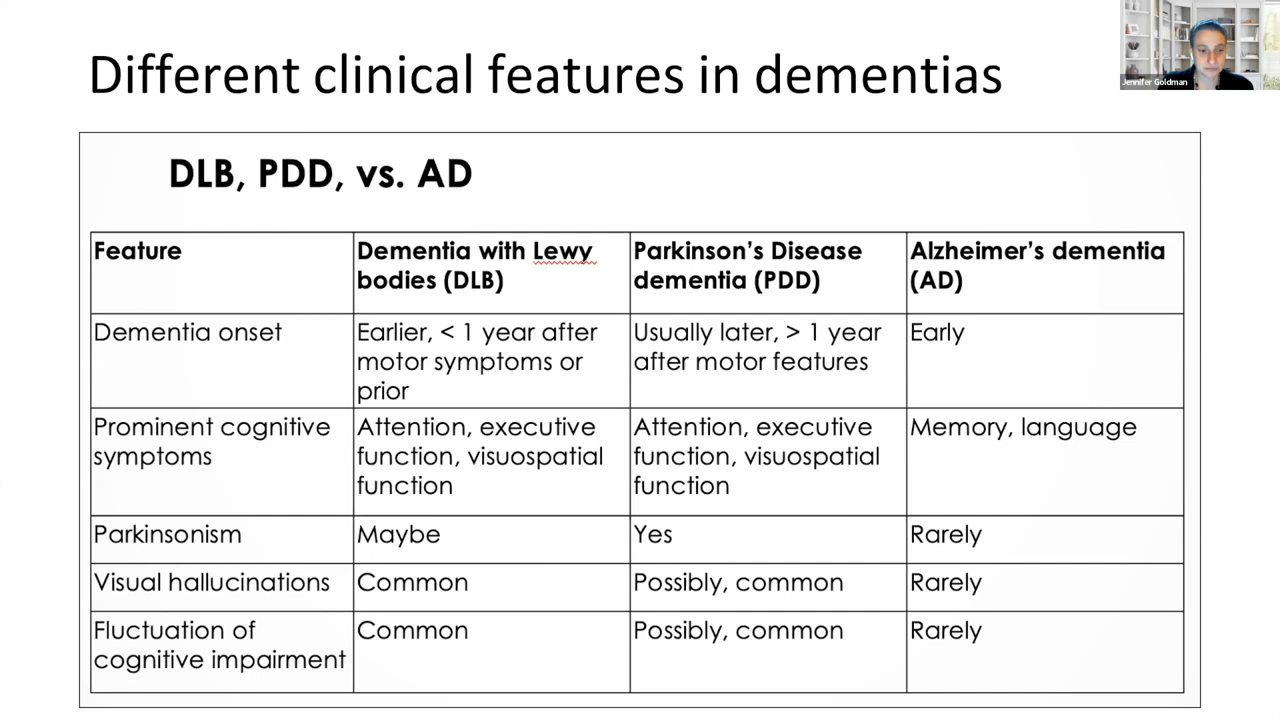 Different clinical features in dementias
Jennifer Goldman
DLB, PDD, vs. AD
Feature
Dementia with Lewy
bodies (DLB)
Parkinson’s Disease
dementia (PDD)
Alzheimer’s dementia
(AD)
Dementia onset
Earlier, < 1 year after
motor symptoms or
prior
Usually later, > 1 year
after motor features
Early
Prominent cognitive
symptoms
Attention, executive
function, visuospatial
function
Attention, executive
function, visuospatial
function
Memory, language
Parkinsonism
Maybe
Yes
Rarely
Visual hallucinations
Common
Possibly, common
Rarely
Fluctuation of
cognitive impairment
Common
Possibly, common
Rarely